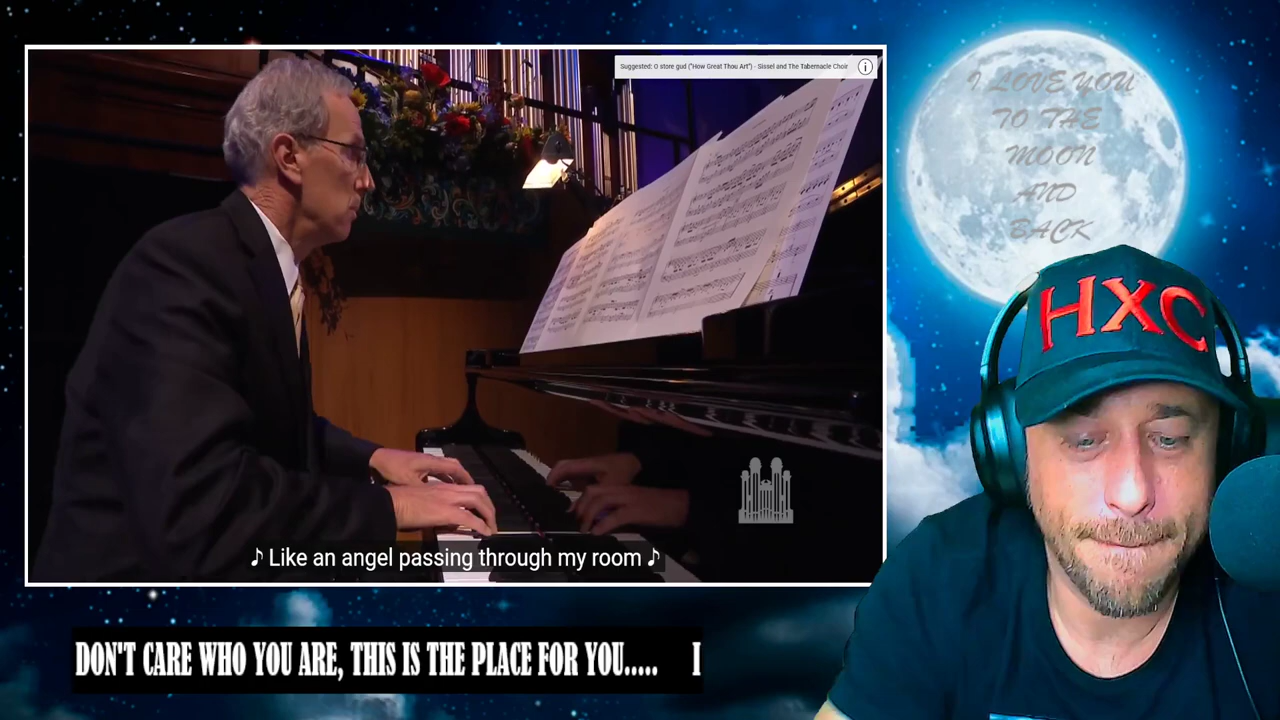 Suggested: O store gud ("How Great Thou Art") - Sissel and The Tabernacle Choir
I LOVE YOU
TO THE
MOON
AND
BACK
HXC
♪ Like an angel passing through my room ♪
DON'T CARE WHO YOU ARE, THIS IS THE PLACE FOR YOU..... I